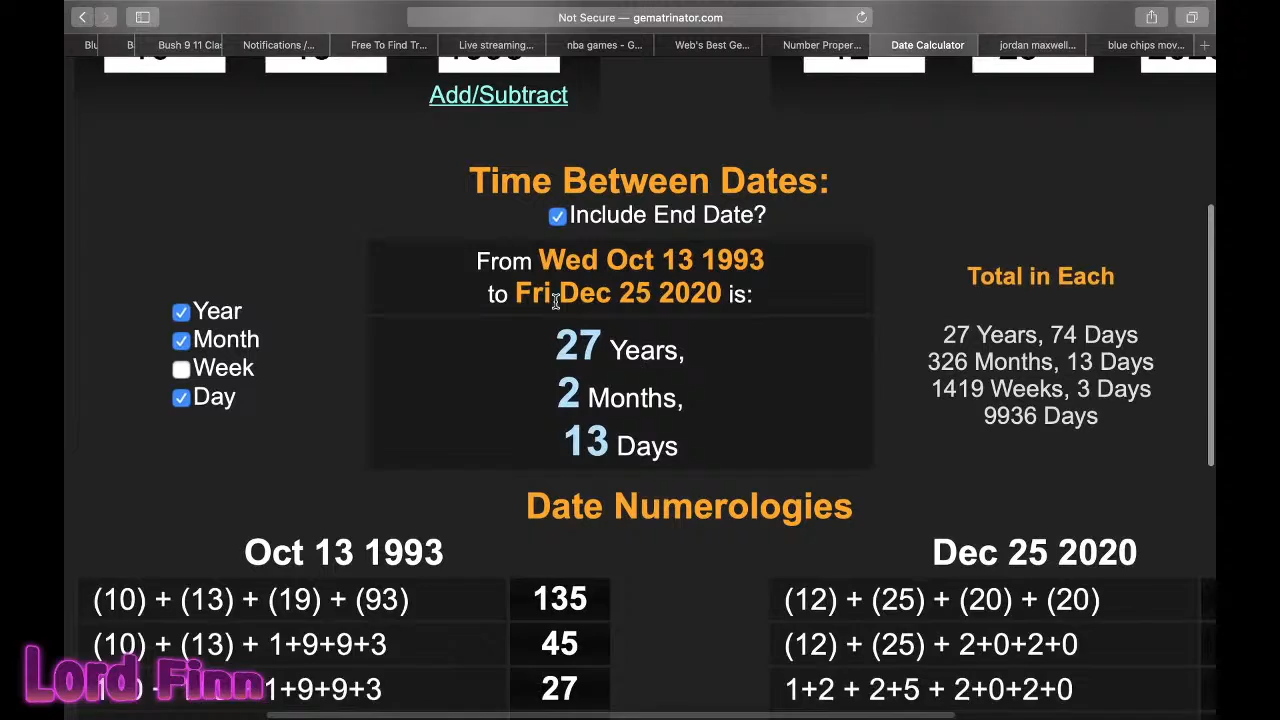 Not Secure — gematrinator.com
Bush 9 11 Cla
Notifications /...
Free To Find Tr...
Live streaming...
nba games - G...
Web's Best Ge...
Number Proper...
Date Calculator
jordan maxwell...
blue chips mov...
Add/Subtract
Time Between Dates:
Include End Date?
From Wed Oct 13 1993
to Fri Dec 25 2020 is:
27 Years,
2 Months,
13 Days
Year
Month
Week
Day
Total in Each
27 Years, 74 Days
326 Months, 13 Days
1419 Weeks, 3 Days
9936 Days
Date Numerologies
Oct 13 1993
(10) + (13) + (19) + (93) 135
(10) + (13) + 1+9+9+3 45
1+9+9+3 27
Dec 25 2020
(12) + (25) + (20) + (20)
(12) + (25) + 2+0+2+0
1+2 + 2+5 + 2+0+2+0
Lord Finn